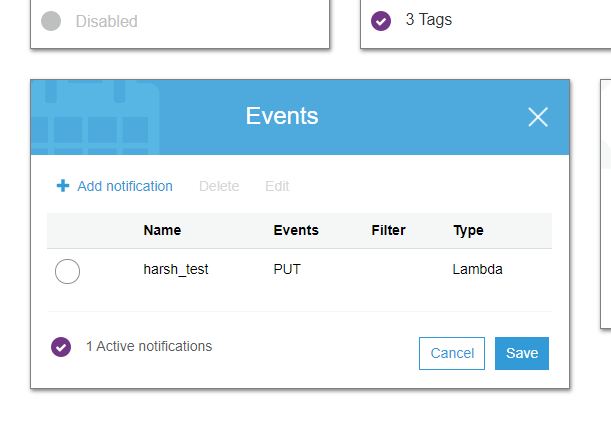 Disabled
3 Tags
Events
Add notification Delete Edit
Name Events Filter Type
harsh_test PUT Lambda
1 Active notifications
Cancel Save